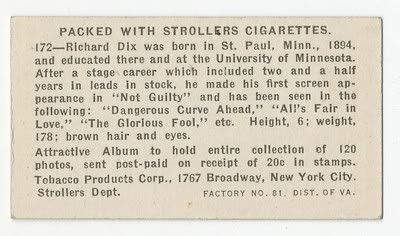 PACKED WITH STROLLERS CIGARETTES.
172—Richard Dix was born in St. Paul, Minn., 1894,
and educated there and at the University of Minnesota.
After a stage career which included two and a half
years in leads in stock, he made his first screen ap-
pearance in "Not Guilty" and has been seen in the
following: "Dangerous Curve Ahead," "All's Fair in
Love," "The Glorious Fool," etc. Height, 6; weight,
178; brown hair and eyes.
Attractive Album to hold entire collection of 120
photos, sent post-paid on receipt of 20c in stamps.
Tobacco Products Corp., 1767 Broadway, New York City.
Strollers Dept. FACTORY NO. 81, DIST. OF VA.